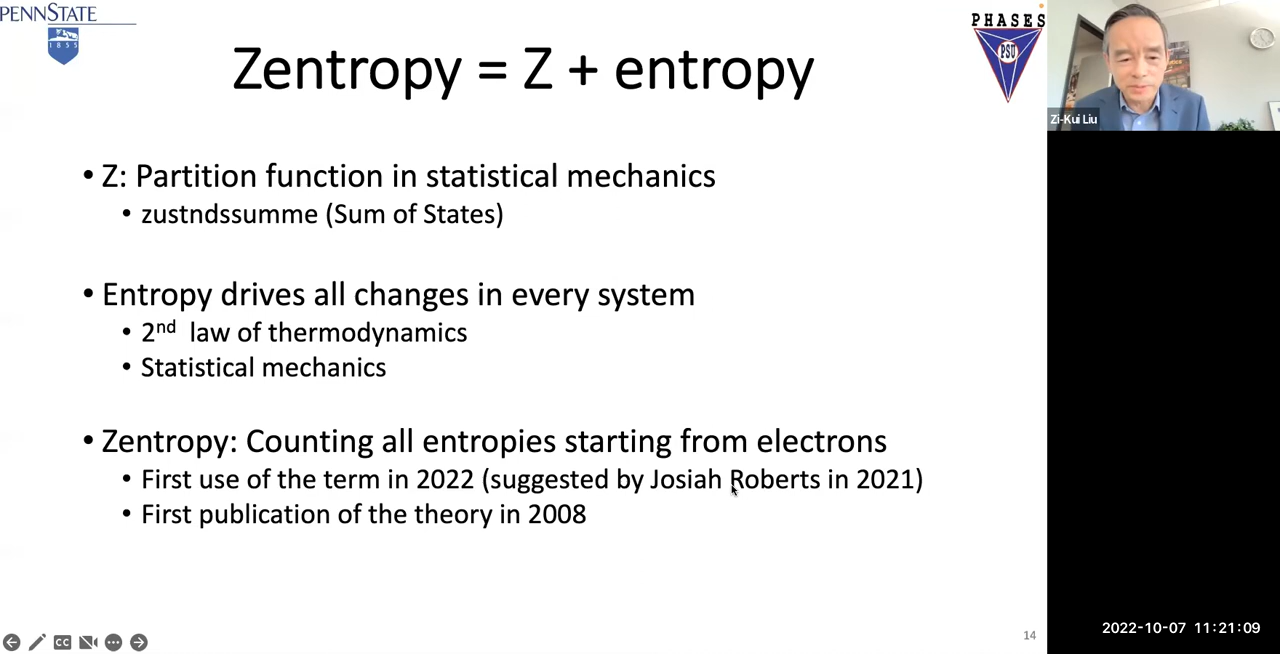 PENNSTATE
1855
PHASES
PSU
Zentropy = Z + entropy
Zi-Kui Liu
• Z: Partition function in statistical mechanics
• zustndssumme (Sum of States)
• Entropy drives all changes in every system
• 2nd law of thermodynamics
• Statistical mechanics
• Zentropy: Counting all entropies starting from electrons
• First use of the term in 2022 (suggested by Josiah Roberts in 2021)
• First publication of the theory in 2008
CC
14
2022-10-07 11:21:09